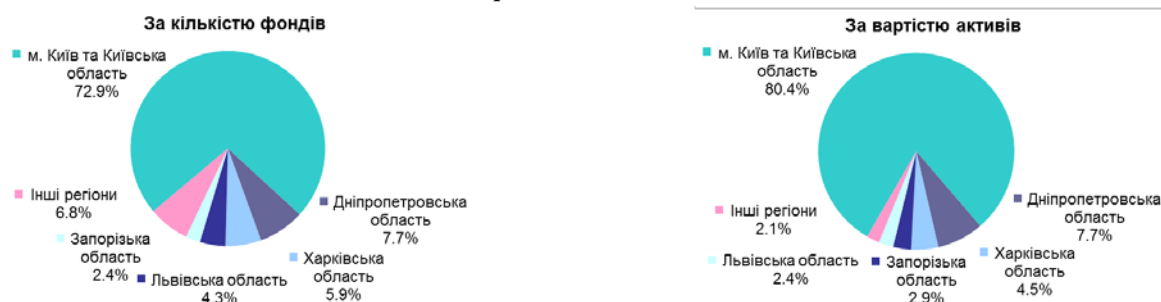 За кількістю фондів
м. Київ та Київська
область
72.9%
Інші регіони
6.8%
Запорізька
область
2.4%
Львівська область
4.3%
Харківська
область
5.9%
Дніпропетровська
область
7.7%
За вартістю активів
м. Київ та Київська
область
80.4%
Інші регіони
2.1%
Львівська область
2.4%
Запорізька
область
2.9%
Харківська
область
4.5%
Дніпропетровська
область
7.7%